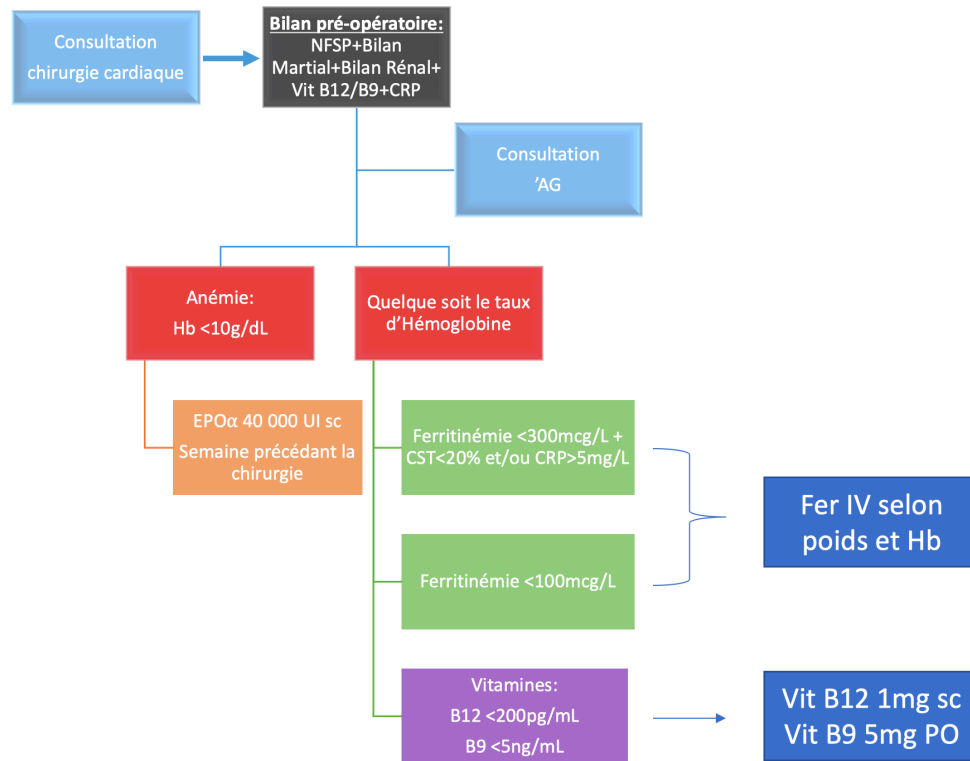 Consultation
chirurgie cardiaque
Bilan pré-opératoire:
NFSP+Bilan
Martial+Bilan Rénal+
Vit B12/B9+CRP
Consultation
’AG
Anémie:
Hb <10g/dL
Quelque soit le taux
d’Hémoglobine
EPOα 40 000 UI sc
Semaine précédant la
chirurgie
Ferritinémie <300mcg/L +
CST<20% et/ou CRP>5mg/L
Ferritinémie <100mcg/L
Fer IV selon
poids et Hb
Vitamines:
B12 <200pg/mL
B9 <5ng/mL
Vit B12 1mg sc
Vit B9 5mg PO